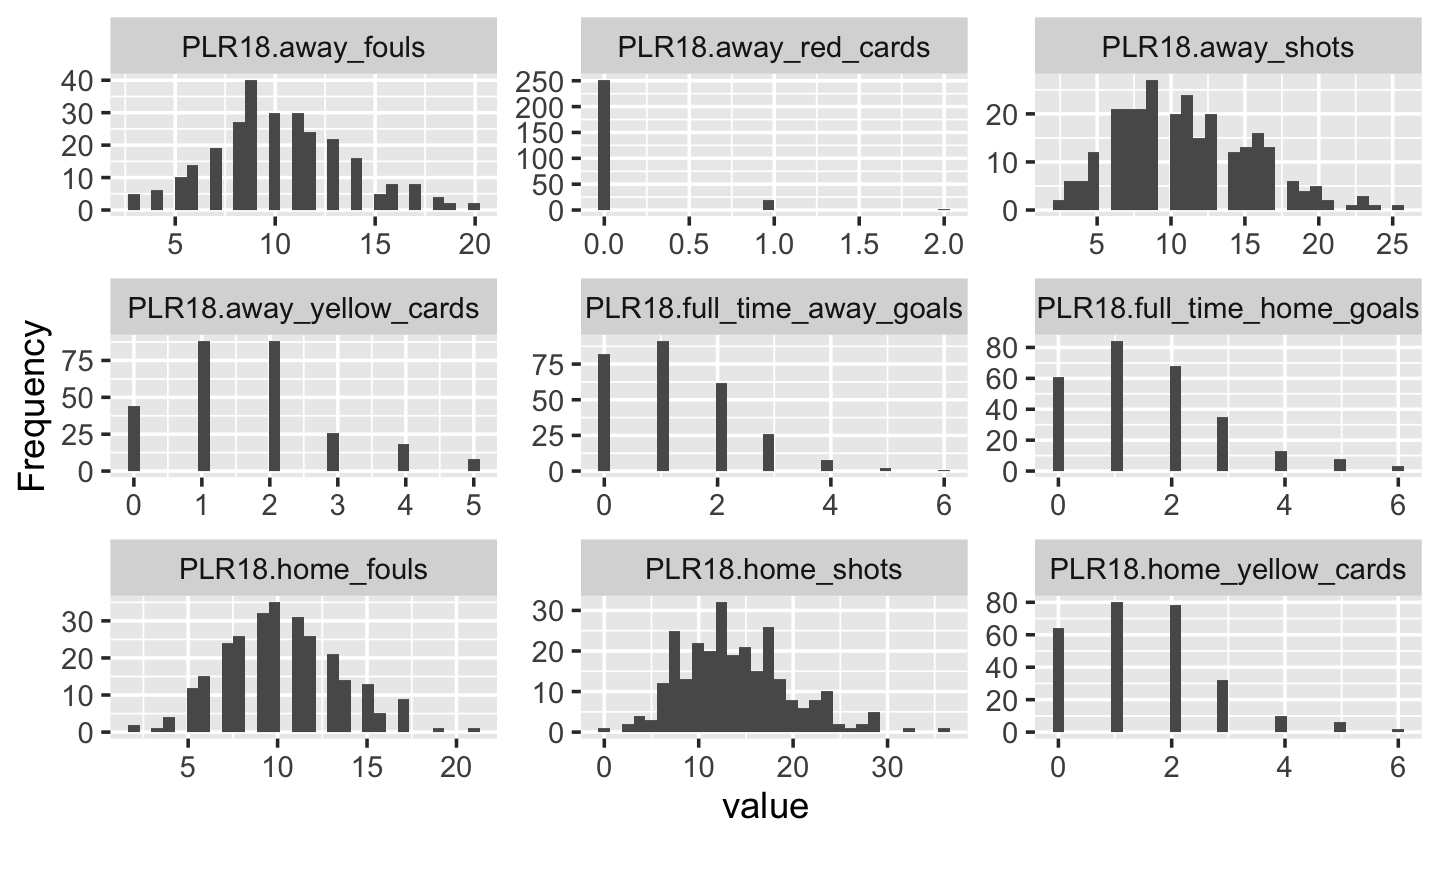 PLR18.away_fouls PLR18.away_red_cards PLR18.away_shots
40 30 20 10 0
250 200 150 100 50 0
20 10 0
5 10 15 20
0.0 0.5 1.0 1.5 2.0
5 10 15 20 25
PLR18.away_yellow_cards PLR18.full_time_away_goals PLR18.full_time_home_goals
75 50 25 0
75 50 25 0
80 60 40 20 0
0 1 2 3 4 5
0 2 4 6
0 2 4 6
PLR18.home_fouls PLR18.home_shots PLR18.home_yellow_cards
30 20 10 0
30 20 10 0
80 60 40 20 0
5 10 15 20
0 10 20 30
0 2 4 6
Frequency
value